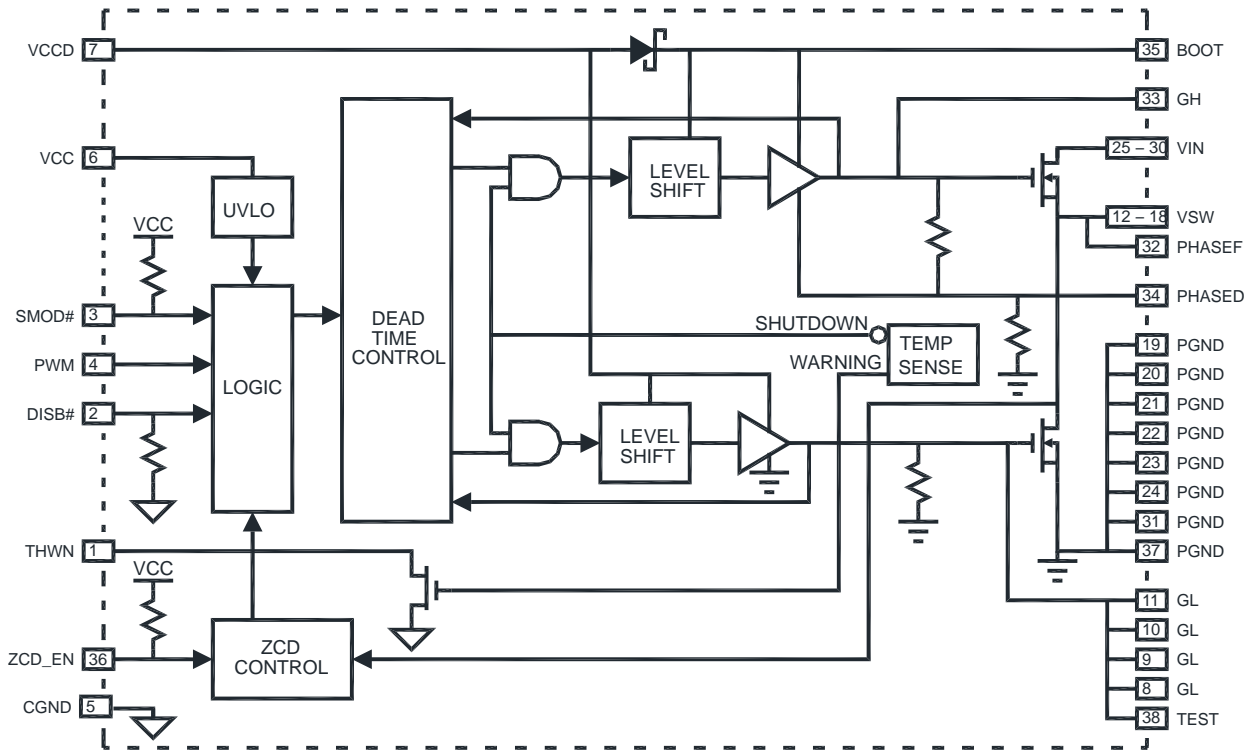 VCCD 7
35 BOOT
33 GH
VCC 6
25 – 30 VIN
LEVEL
SHIFT
UVLO
12 – 18 VSW
VCC
32 PHASEF
34 PHASED
SMOD# 3
DEAD
TIME
CONTROL
SHUTDOWN
TEMP
SENSE
WARNING
19 PGND
PWM 4
20 PGND
LOGIC
21 PGND
DISB# 2
22 PGND
LEVEL
SHIFT
23 PGND
24 PGND
31 PGND
THWN 1
37 PGND
VCC
11 GL
10 GL
ZCD
CONTROL
ZCD_EN 36
9 GL
8 GL
CGND 5
38 TEST